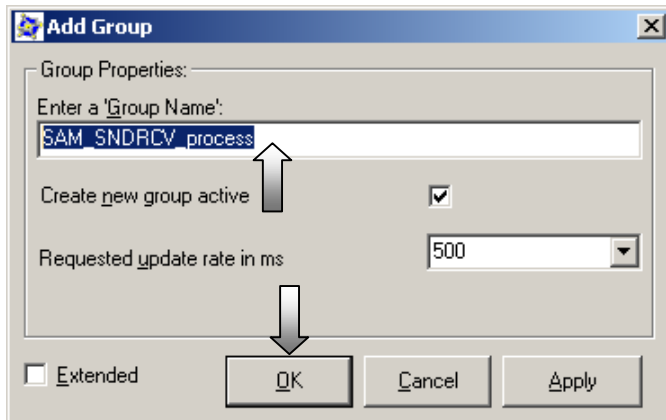 Add Group
Group Properties:
Enter a 'Group Name':
SAM_SNDRCV_process
Create new group active
Requested update rate in ms
500
Extended
OK
Cancel
Apply